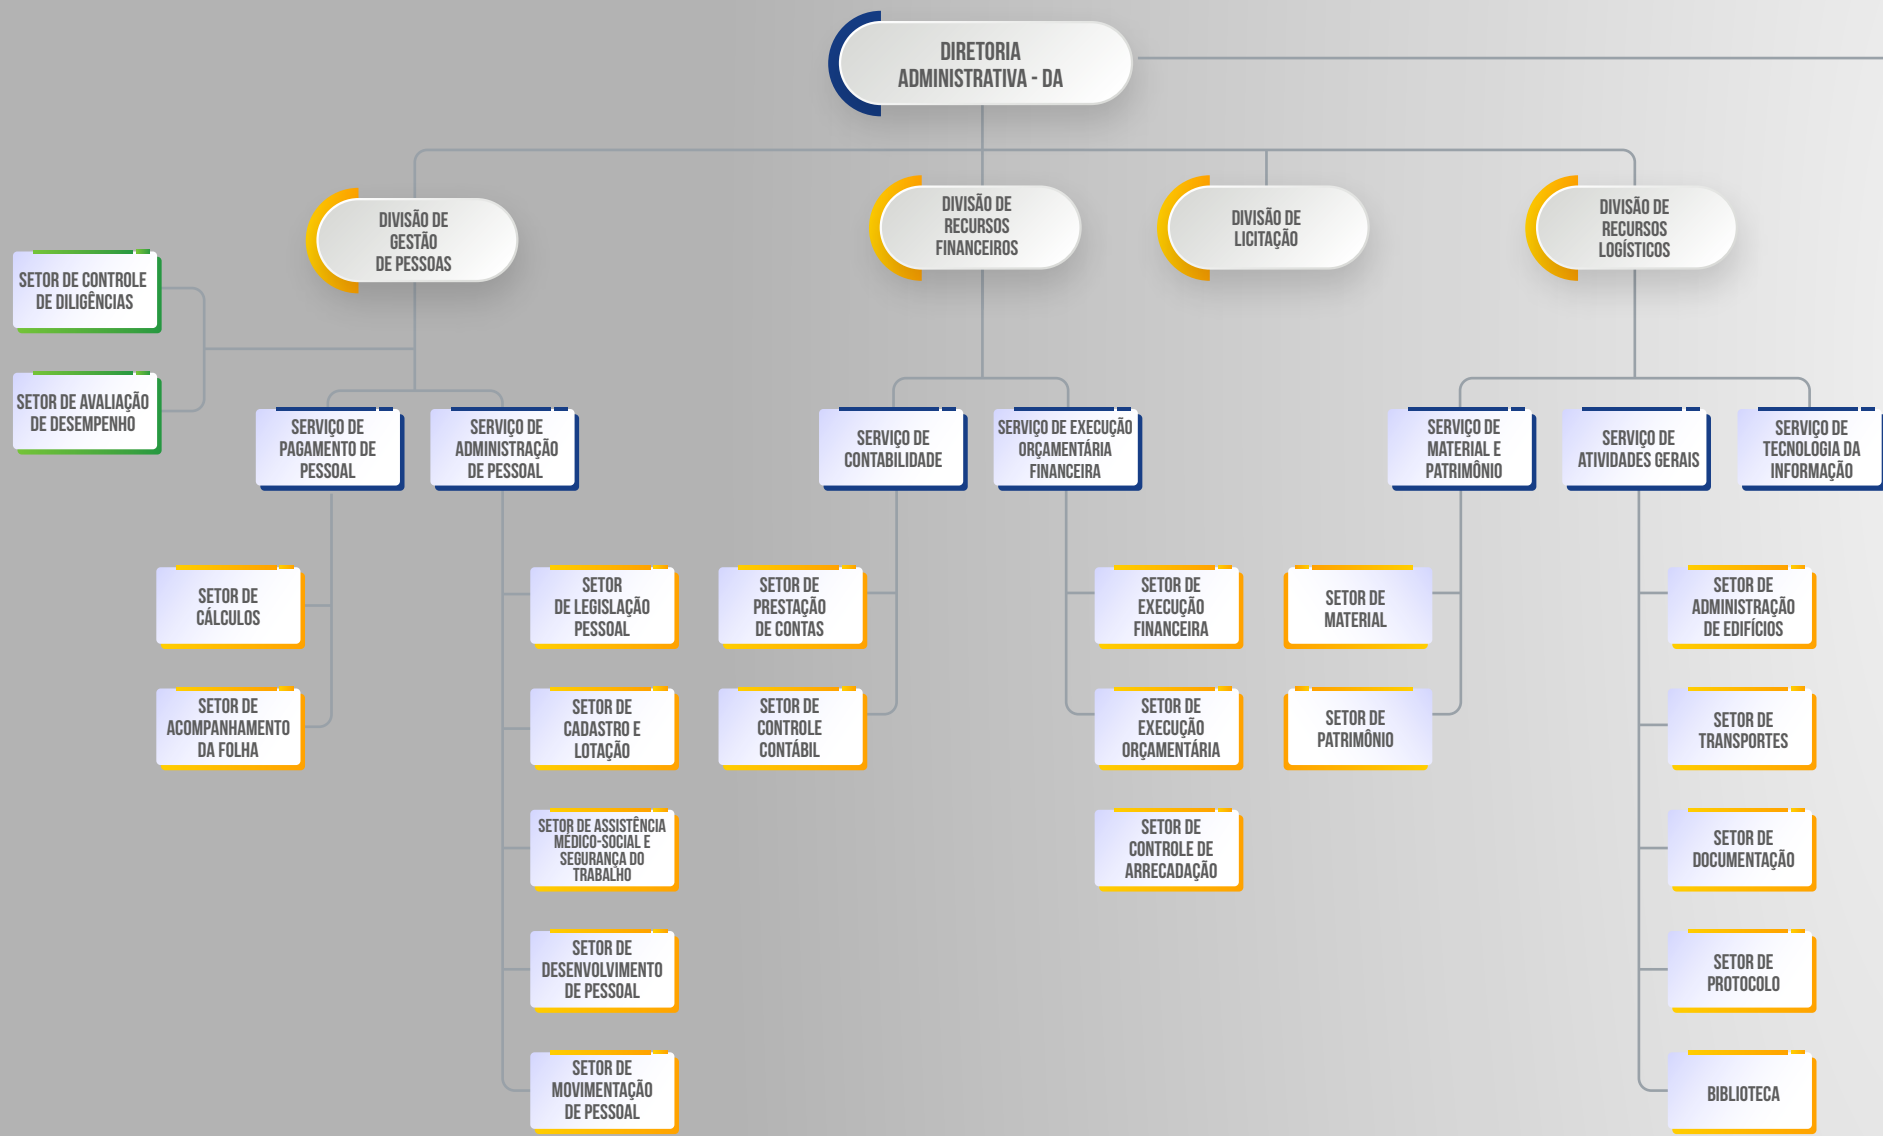 DIRETORIA
ADMINISTRATIVA - DA
DIVISÃO DE
GESTÃO
DE PESSOAS
DIVISÃO DE
RECURSOS
FINANCEIROS
DIVISÃO DE
LICITAÇÃO
DIVISÃO DE
RECURSOS
LOGÍSTICOS
SETOR DE CONTROLE
DE DILIGÊNCIAS
SETOR DE AVALIAÇÃO
DE DESEMPENHO
SERVIÇO DE
PAGAMENTO DE
PESSOAL
SERVIÇO DE
ADMINISTRAÇÃO
DE PESSOAL
SERVIÇO DE
CONTABILIDADE
SERVIÇO DE EXECUÇÃO
ORÇAMENTÁRIA
FINANCEIRA
SERVIÇO DE
MATERIAL E
PATRIMÔNIO
SERVIÇO DE
ATIVIDADES GERAIS
SERVIÇO DE
TECNOLOGIA DA
INFORMAÇÃO
SETOR DE
CÁLCULOS
SETOR
DE LEGISLAÇÃO
PESSOAL
SETOR DE
PRESTAÇÃO
DE CONTAS
SETOR DE
EXECUÇÃO
FINANCEIRA
SETOR DE
MATERIAL
SETOR DE
ADMINISTRAÇÃO
DE EDIFÍCIOS
SETOR DE
ACOMPANHAMENTO
DA FOLHA
SETOR DE
CADASTRO E
LOTAÇÃO
SETOR DE
CONTROLE
CONTÁBIL
SETOR DE
EXECUÇÃO
ORÇAMENTÁRIA
SETOR DE
PATRIMÔNIO
SETOR DE
TRANSPORTES
SETOR DE ASSISTÊNCIA
MÉDICO-SOCIAL E
SEGURANÇA DO
TRABALHO
SETOR DE
CONTROLE DE
ARRECADAÇÃO
SETOR DE
DOCUMENTAÇÃO
SETOR DE
DESENVOLVIMENTO
DE PESSOAL
SETOR DE
PROTOCOLO
SETOR DE
MOVIMENTAÇÃO
DE PESSOAL
BIBLIOTECA